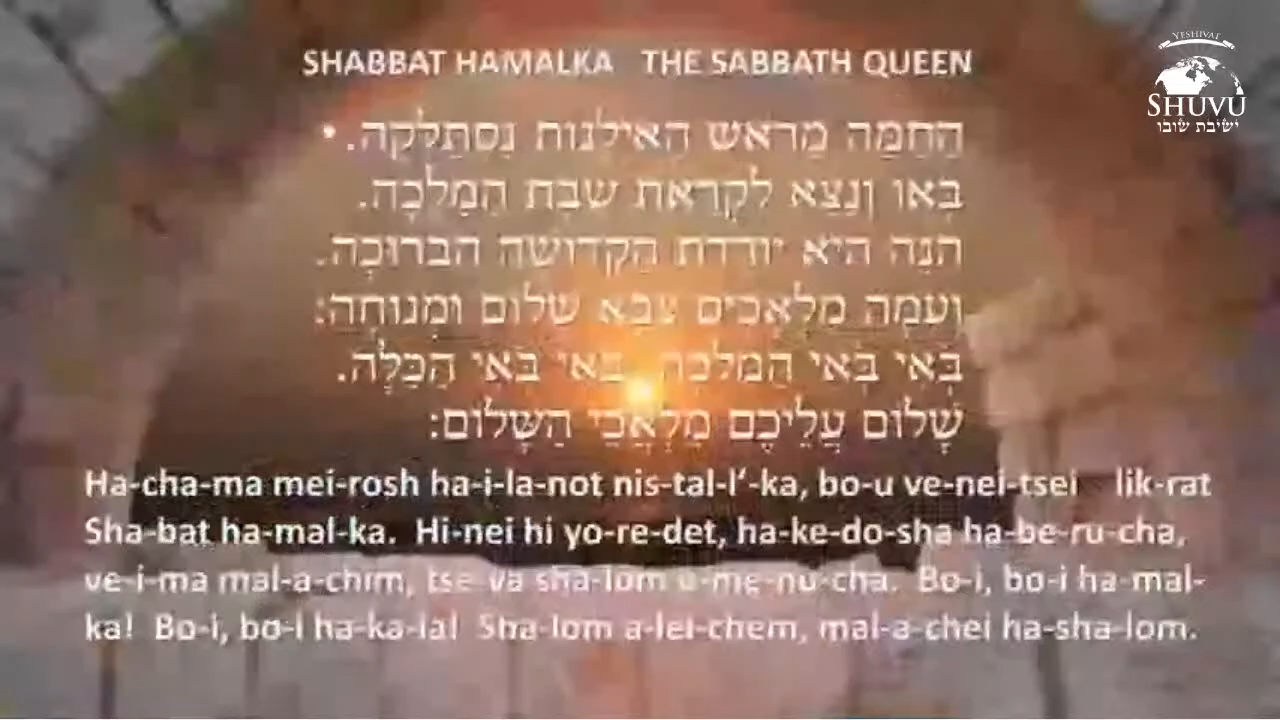 SHABBAT HAMALKA THE SABBATH QUEEN
YESHIVAT
SHUVU
ישיבת שובו
• הַחַמָּה מֵרֹאשׁ הָאִילָנוֹת נִסְתַּלְּקָה.
בֹּאוּ וְנֵצֵא לִקְרַאת שַׁבָּת הַמַּלְכָּה.
הִנֵּה הִיא יוֹרֶדֶת הַקְּדוֹשָׁה הַבְּרוּכָה.
וְעִמָּהּ מַלְאָכִים צְבָא שָׁלוֹם וּמְנוּחָה:
בֹּאִי בֹּאִי הַמַּלְכָּה. בֹּאִי בֹּאִי הַכַּלָּה.
שָׁלוֹם עֲלֵיכֶם מַלְאֲכֵי הַשָּׁלוֹם:
Ha-cha-ma mei-rosh ha-i-la-not nis-tal-l’-ka, bo-u ve-nei-tsei lik-rat
Sha-bat ha-mal-ka. Hi-nei hi yo-re-det, ha-ke-do-sha ha-be-ru-cha,
ve-i-ma mal-a-chim, tse-va sha-lom u-me-nu-cha. Bo-i, bo-i ha-mal-
ka! Bo-i, bo-i ha-ka-la! Sha-lom a-lei-chem, mal-a-chei ha-sha-lom.